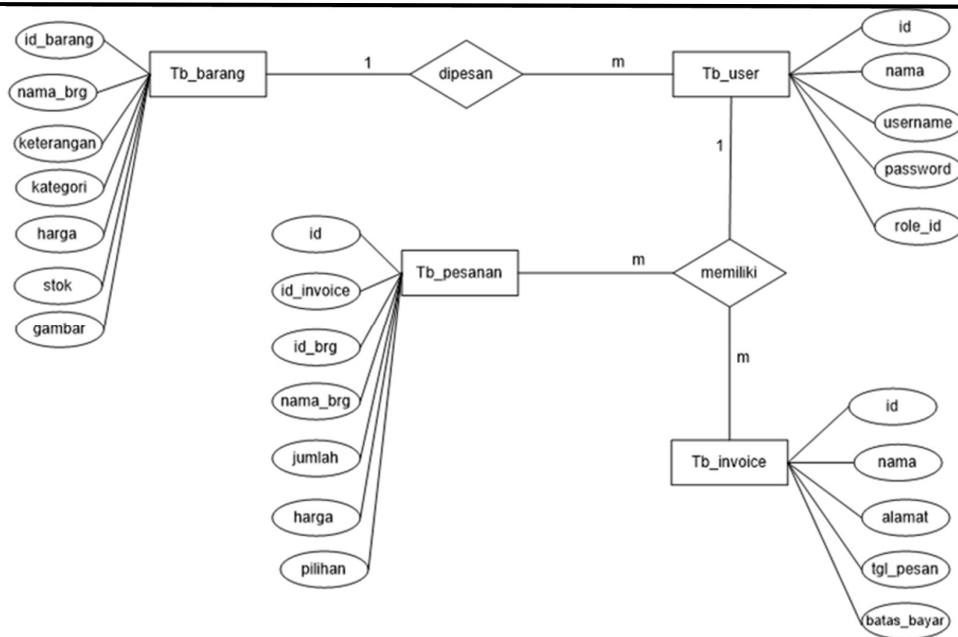 id_barang
nama_brg
keterangan
kategori
harga
stok
gambar
Tb_barang
1
dipesan
m
Tb_user
id
nama
username
password
role_id
1
memiliki
m
m
Tb_pesanan
id
id_invoice
id_brg
nama_brg
jumlah
harga
pilihan
Tb_invoice
id
nama
alamat
tgl_pesan
batas_bayar